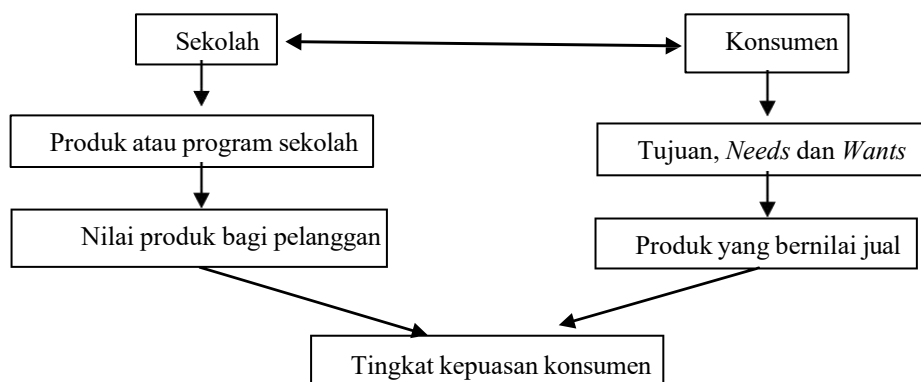 Sekolah
Konsumen
Produk atau program sekolah
Tujuan, Needs dan Wants
Nilai produk bagi pelanggan
Produk yang bernilai jual
Tingkat kepuasan konsumen